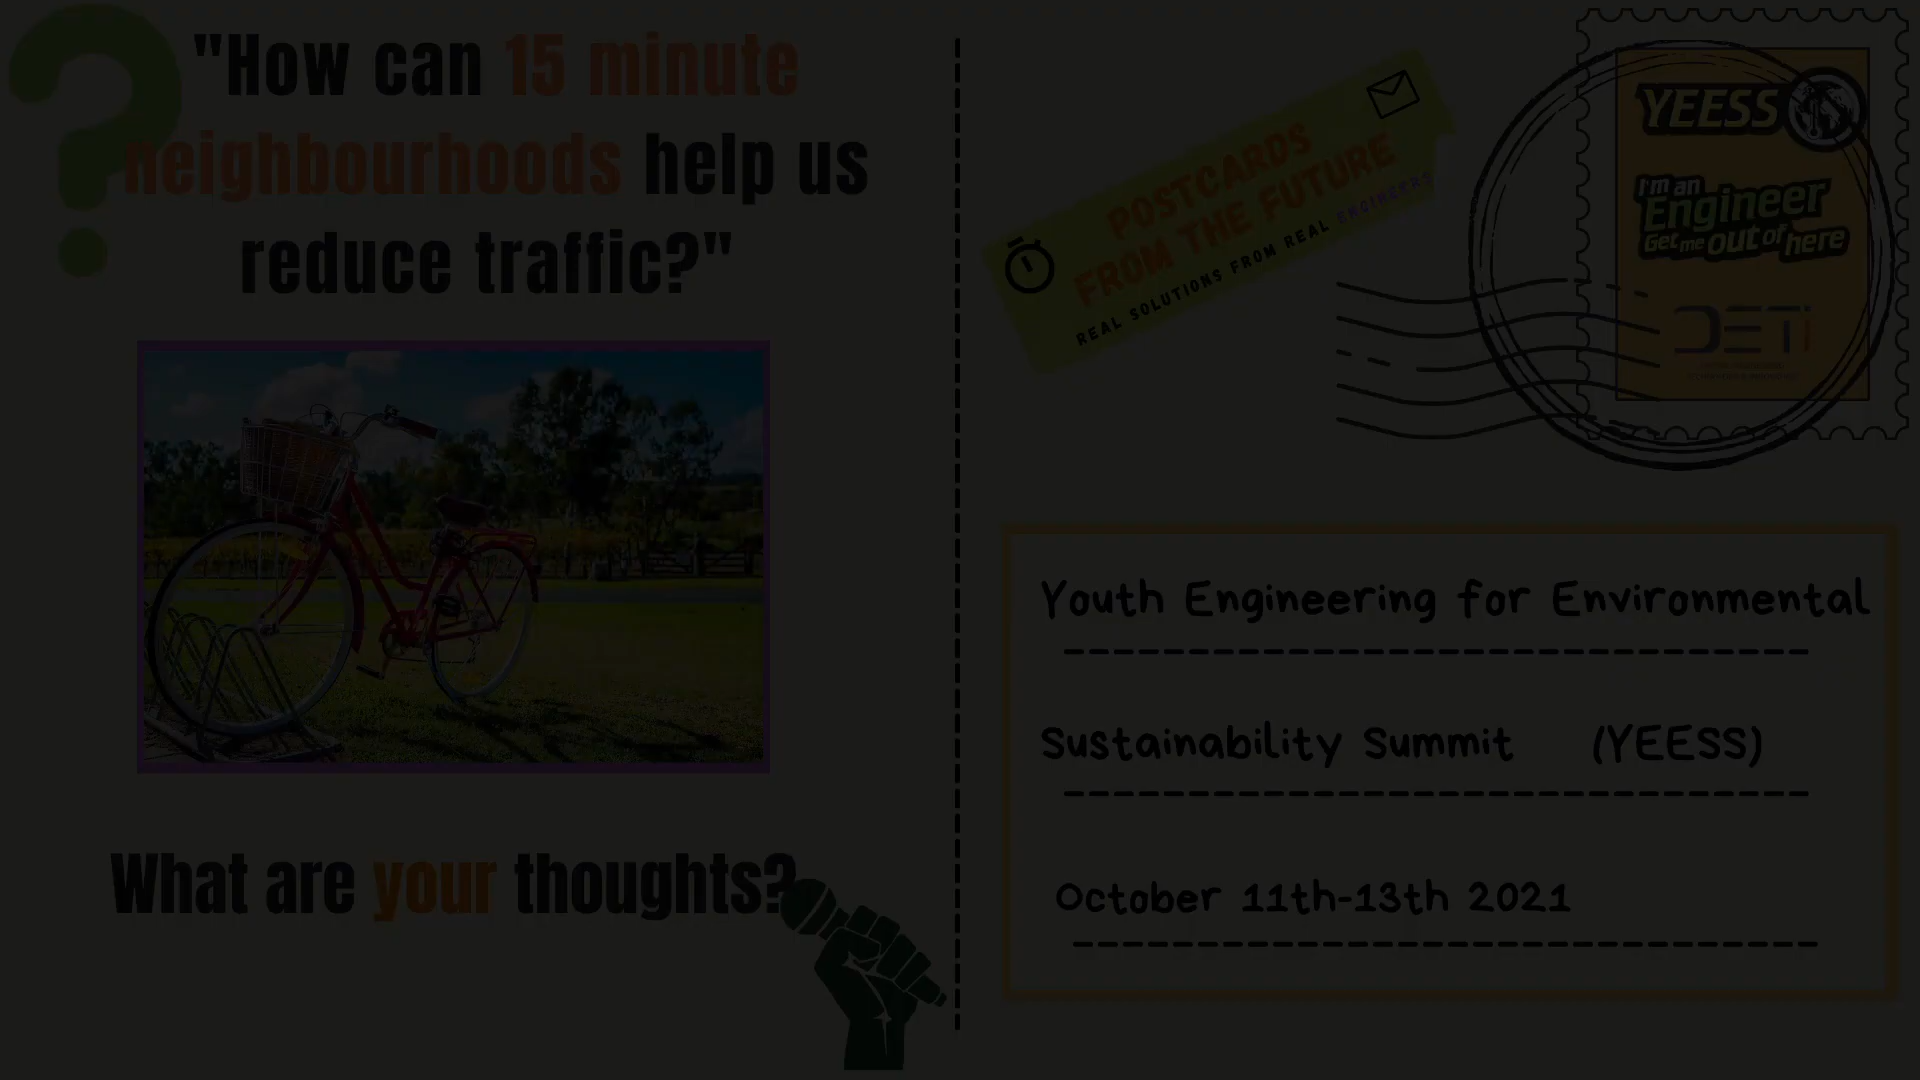 "How can 15 minute
neighbourhoods help us
reduce traffic?"
What are your thoughts?
POSTCARDS
FROM THE FUTURE
REAL SOLUTIONS FROM REAL ENGINEERS
YEESS
I'm an
Engineer
Get me out of here
DETI
Youth Engineering for Environmental
Sustainability Summit (YEESS)
October 11th-13th 2021